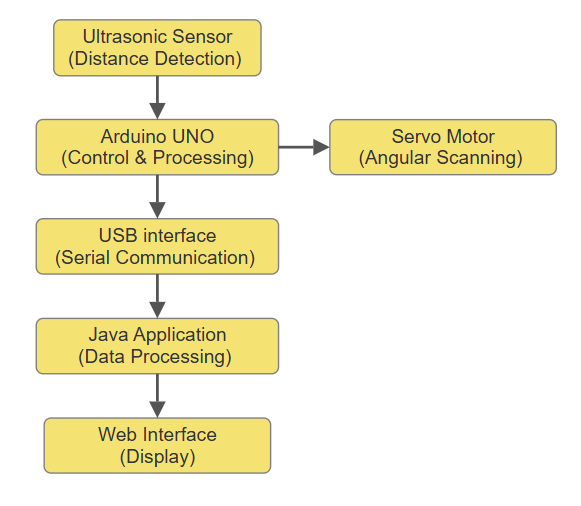 Ultrasonic Sensor
(Distance Detection)
Arduino UNO
(Control & Processing)
Servo Motor
(Angular Scanning)
USB interface
(Serial Communication)
Java Application
(Data Processing)
Web Interface
(Display)